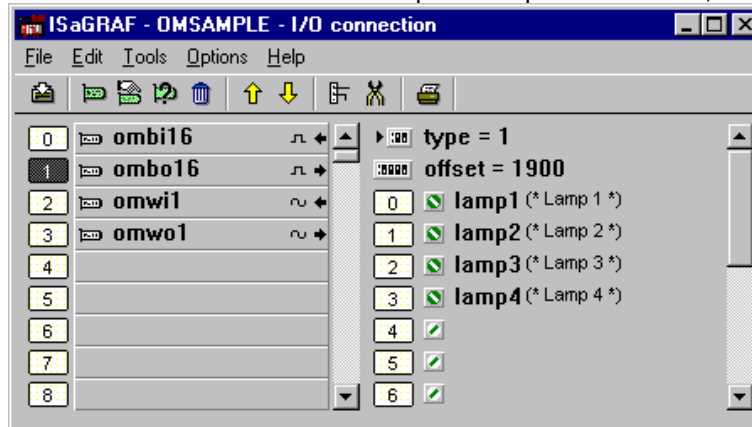 ISaGRAF - OMSAMPLE - I/O connection
File Edit Tools Options Help
0 ombi16
1 ombo16
2 omwi1
3 omwo1
4
5
6
7
8
type = 1
offset = 1900
0 lamp1 (* Lamp 1 *)
1 lamp2 (* Lamp 2 *)
2 lamp3 (* Lamp 3 *)
3 lamp4 (* Lamp 4 *)
4
5
6